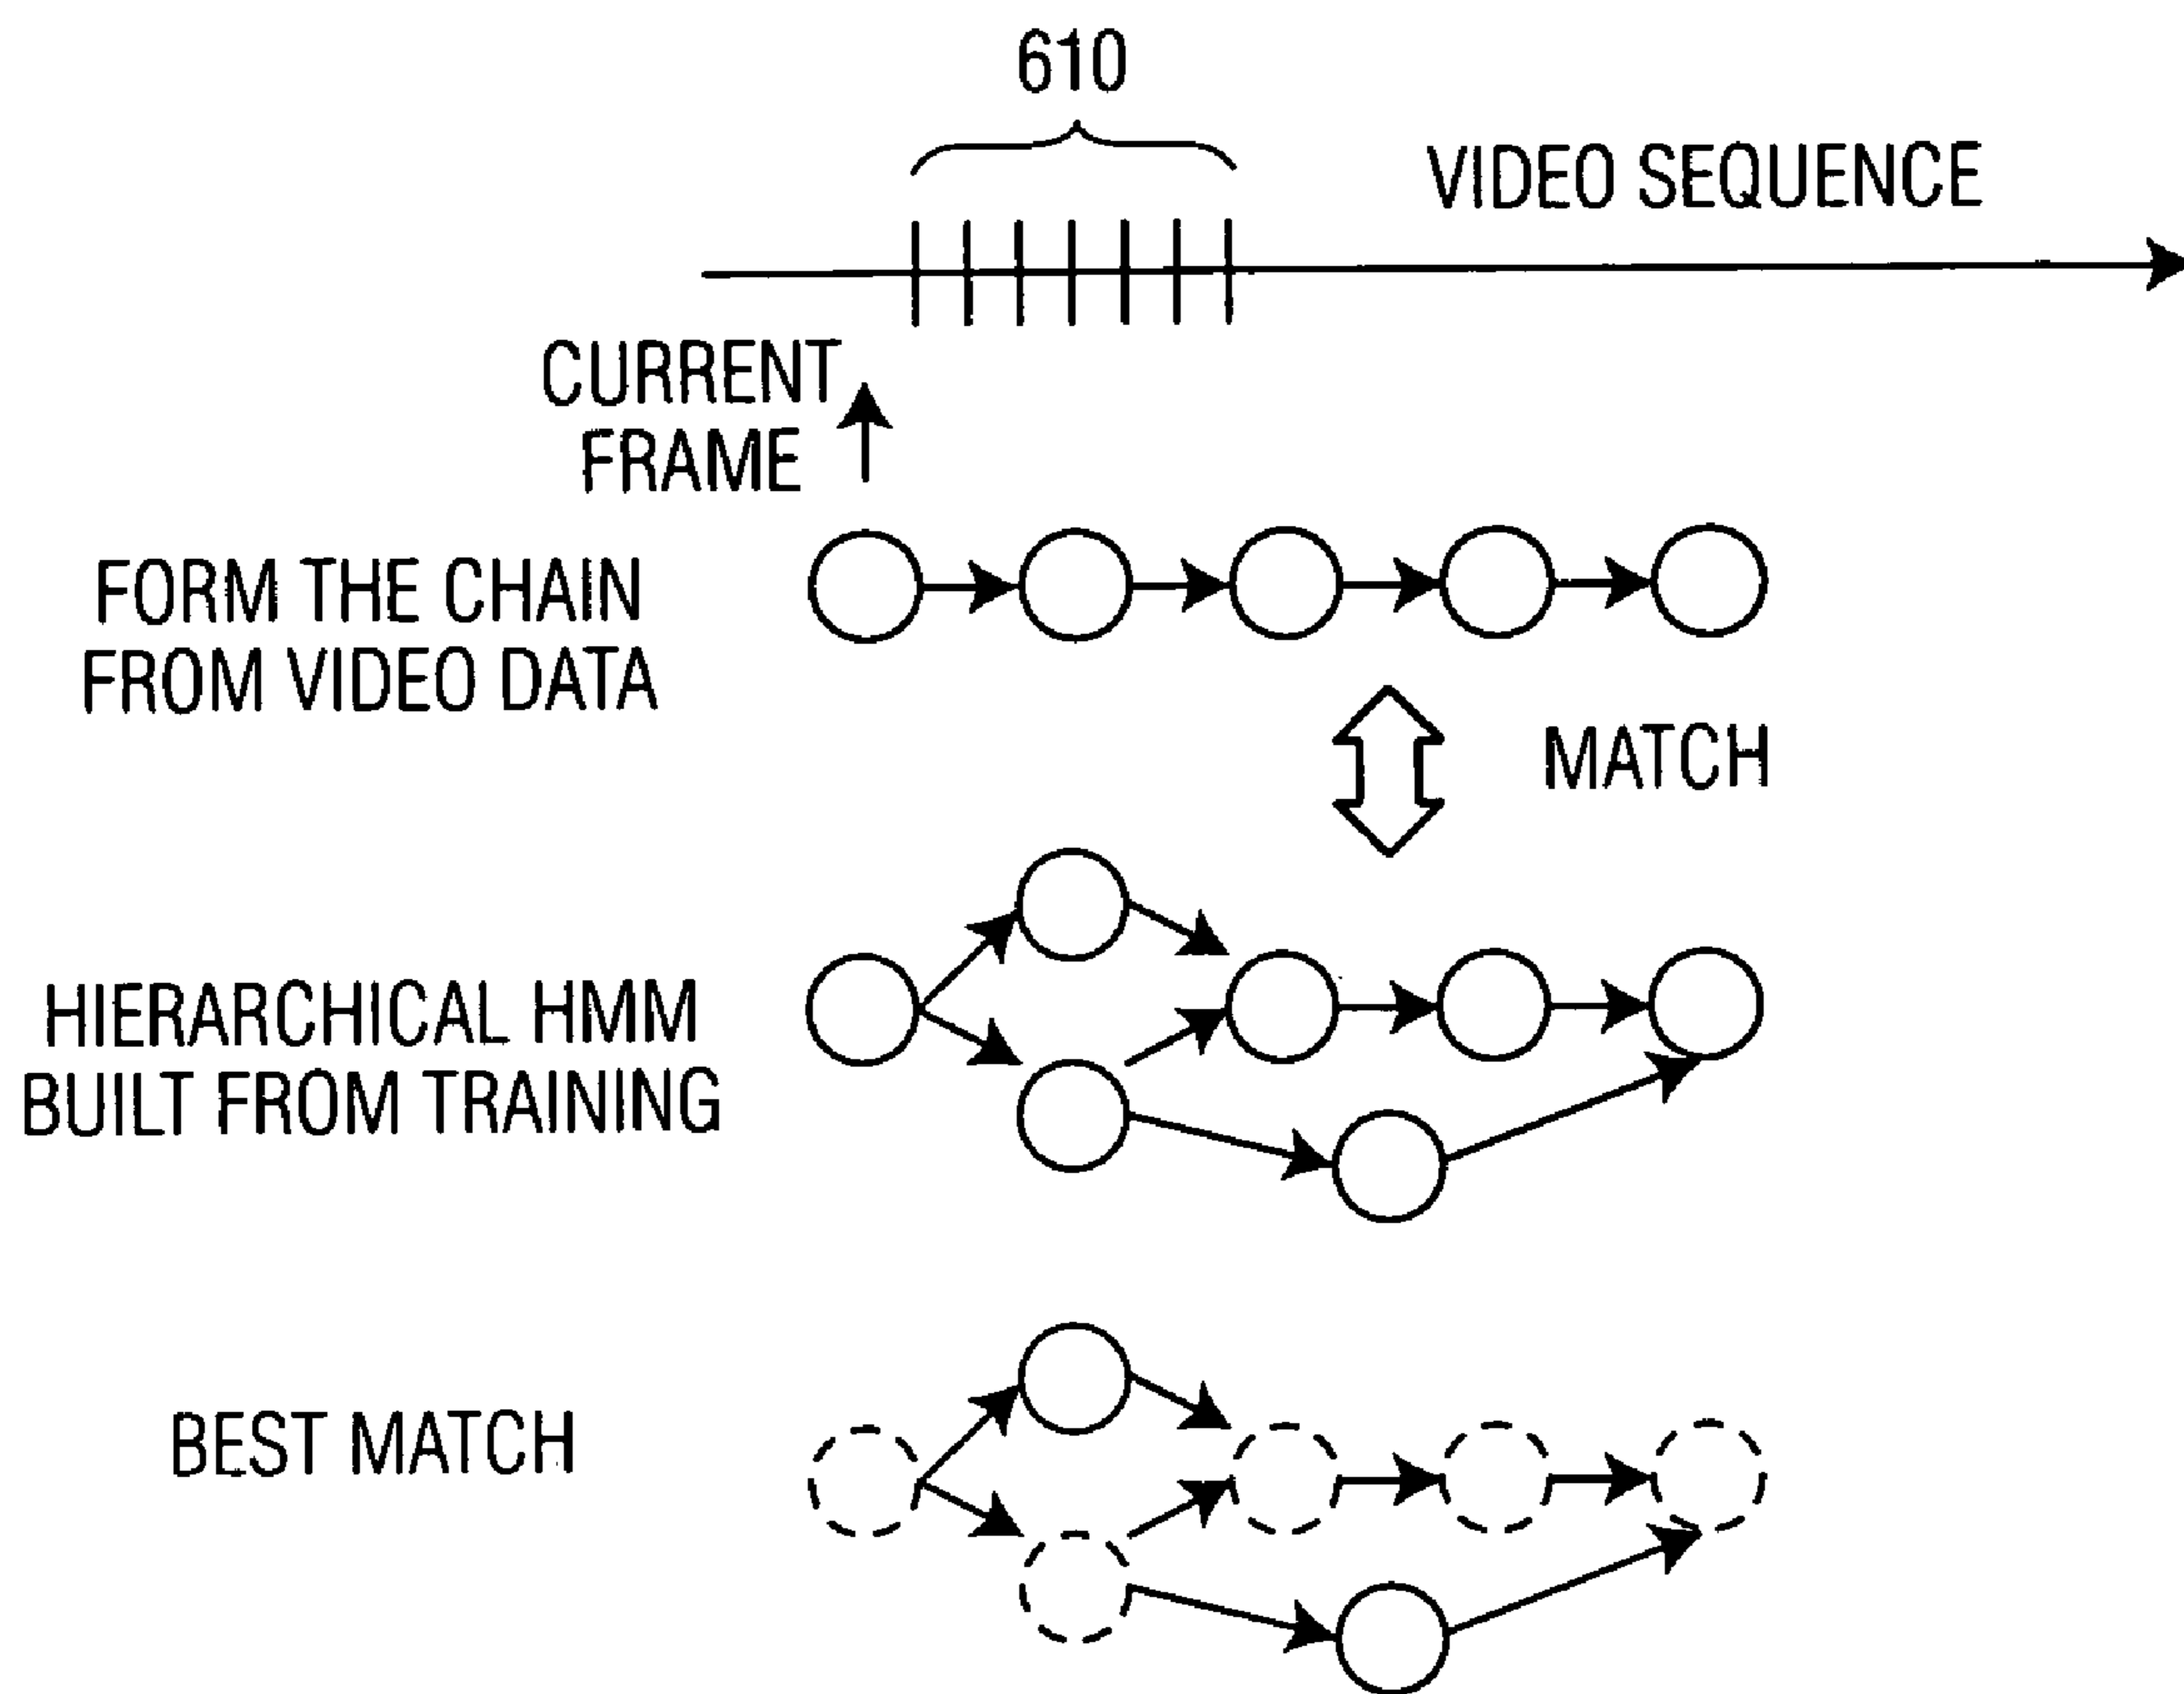 610
VIDEO SEQUENCE
CURRENT
FRAME
FORM THE CHAIN
FROM VIDEO DATA
MATCH
HIERARCHICAL HMM
BUILT FROM TRAINING
BEST MATCH